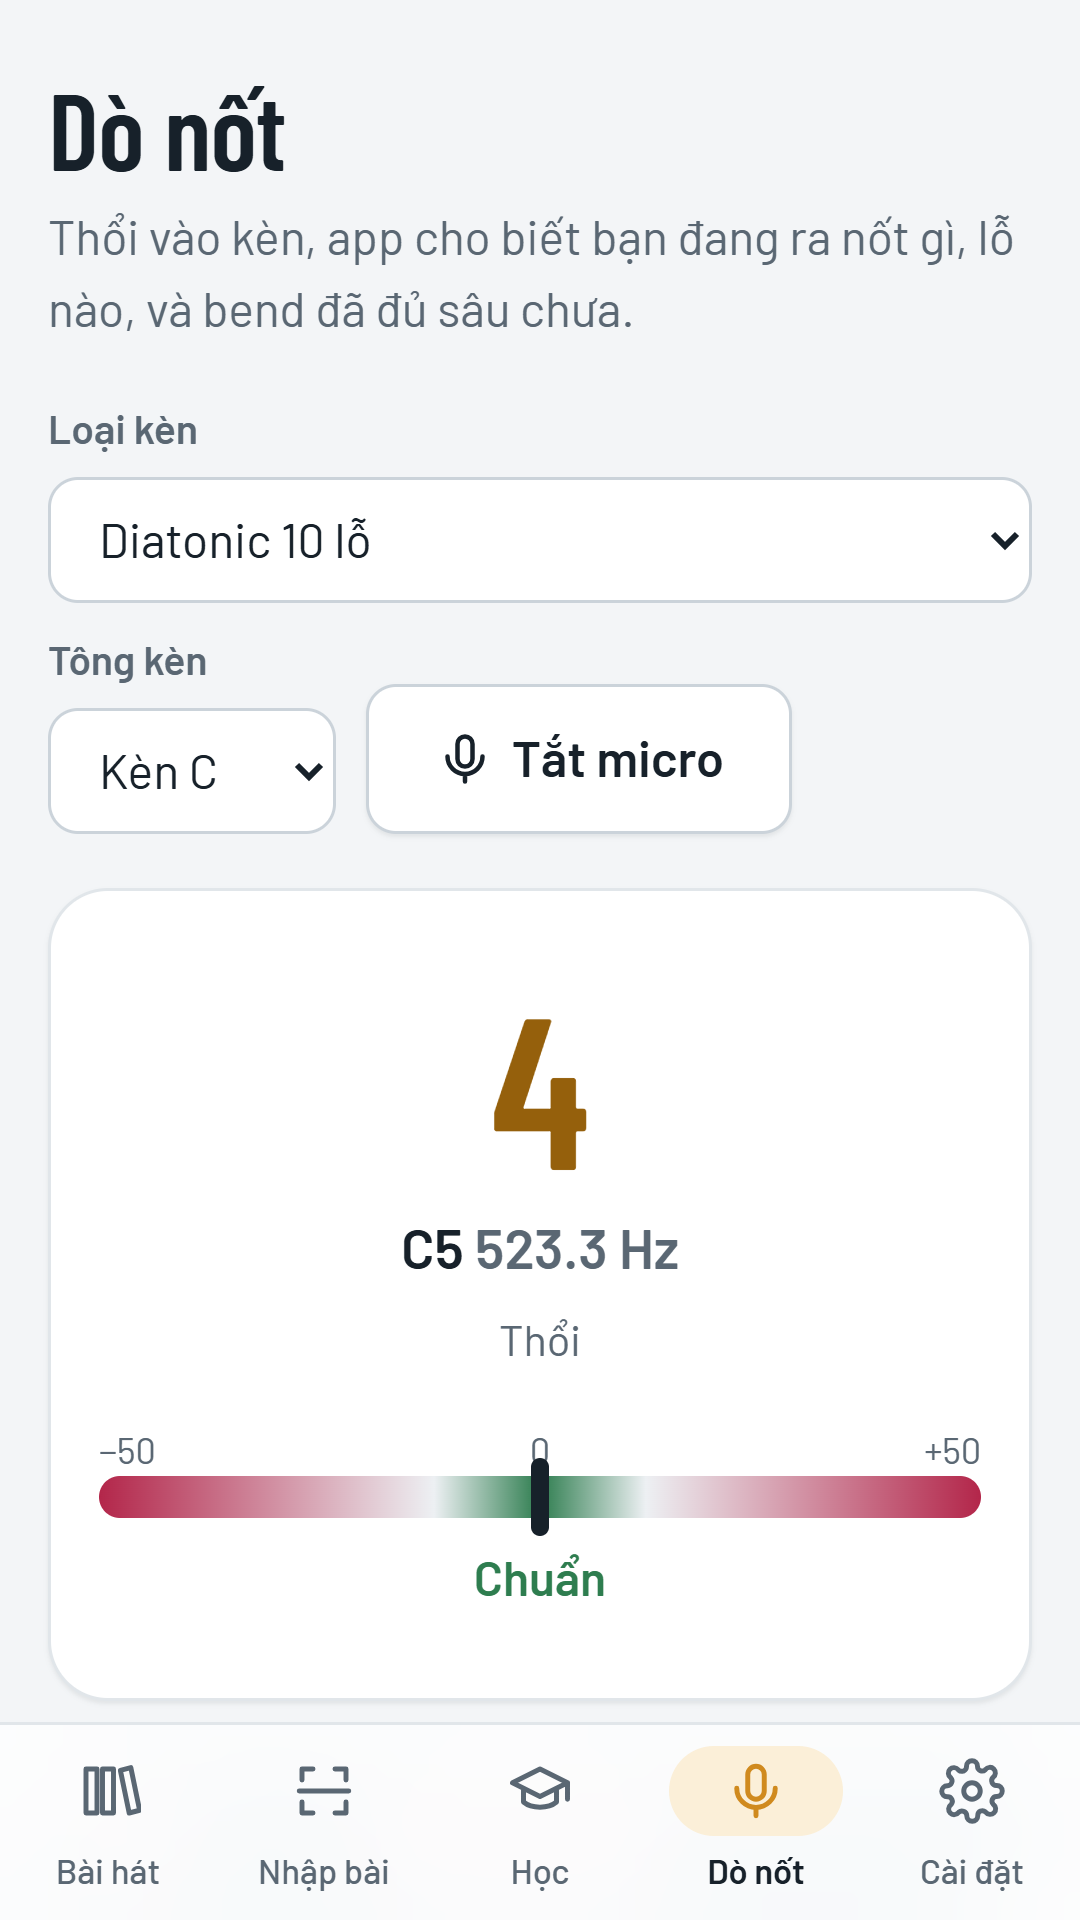 Dò nốt
Thổi vào kèn, app cho biết bạn đang ra nốt gì, lỗ
nào, và bend đã đủ sâu chưa.
Loại kèn
Diatonic 10 lỗ
Tông kèn
Kèn C
Tắt micro
4
C5 523.3 Hz
Thổi
−50 0 +50
Chuẩn
Bài hát Nhập bài Học Dò nốt Cài đặt